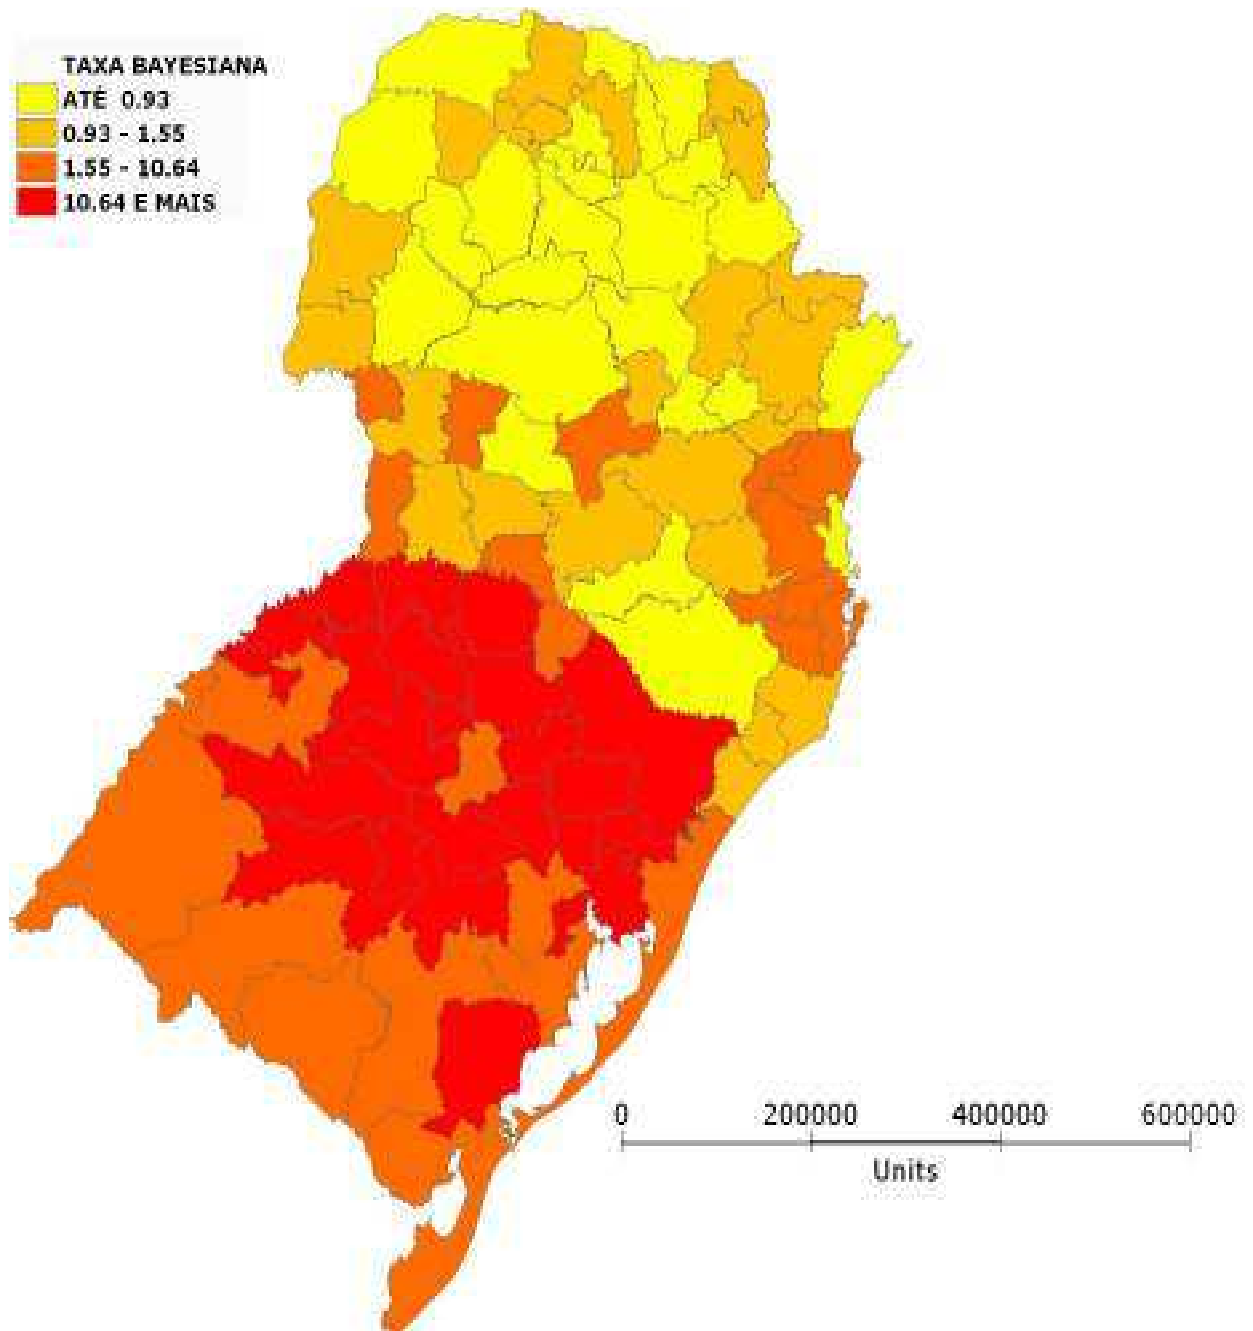 TAXA BAYESIANA
ATÉ 0.93
0.93 - 1.55
1.55 - 10.64
10.64 E MAIS
0 200000 400000 600000
Units